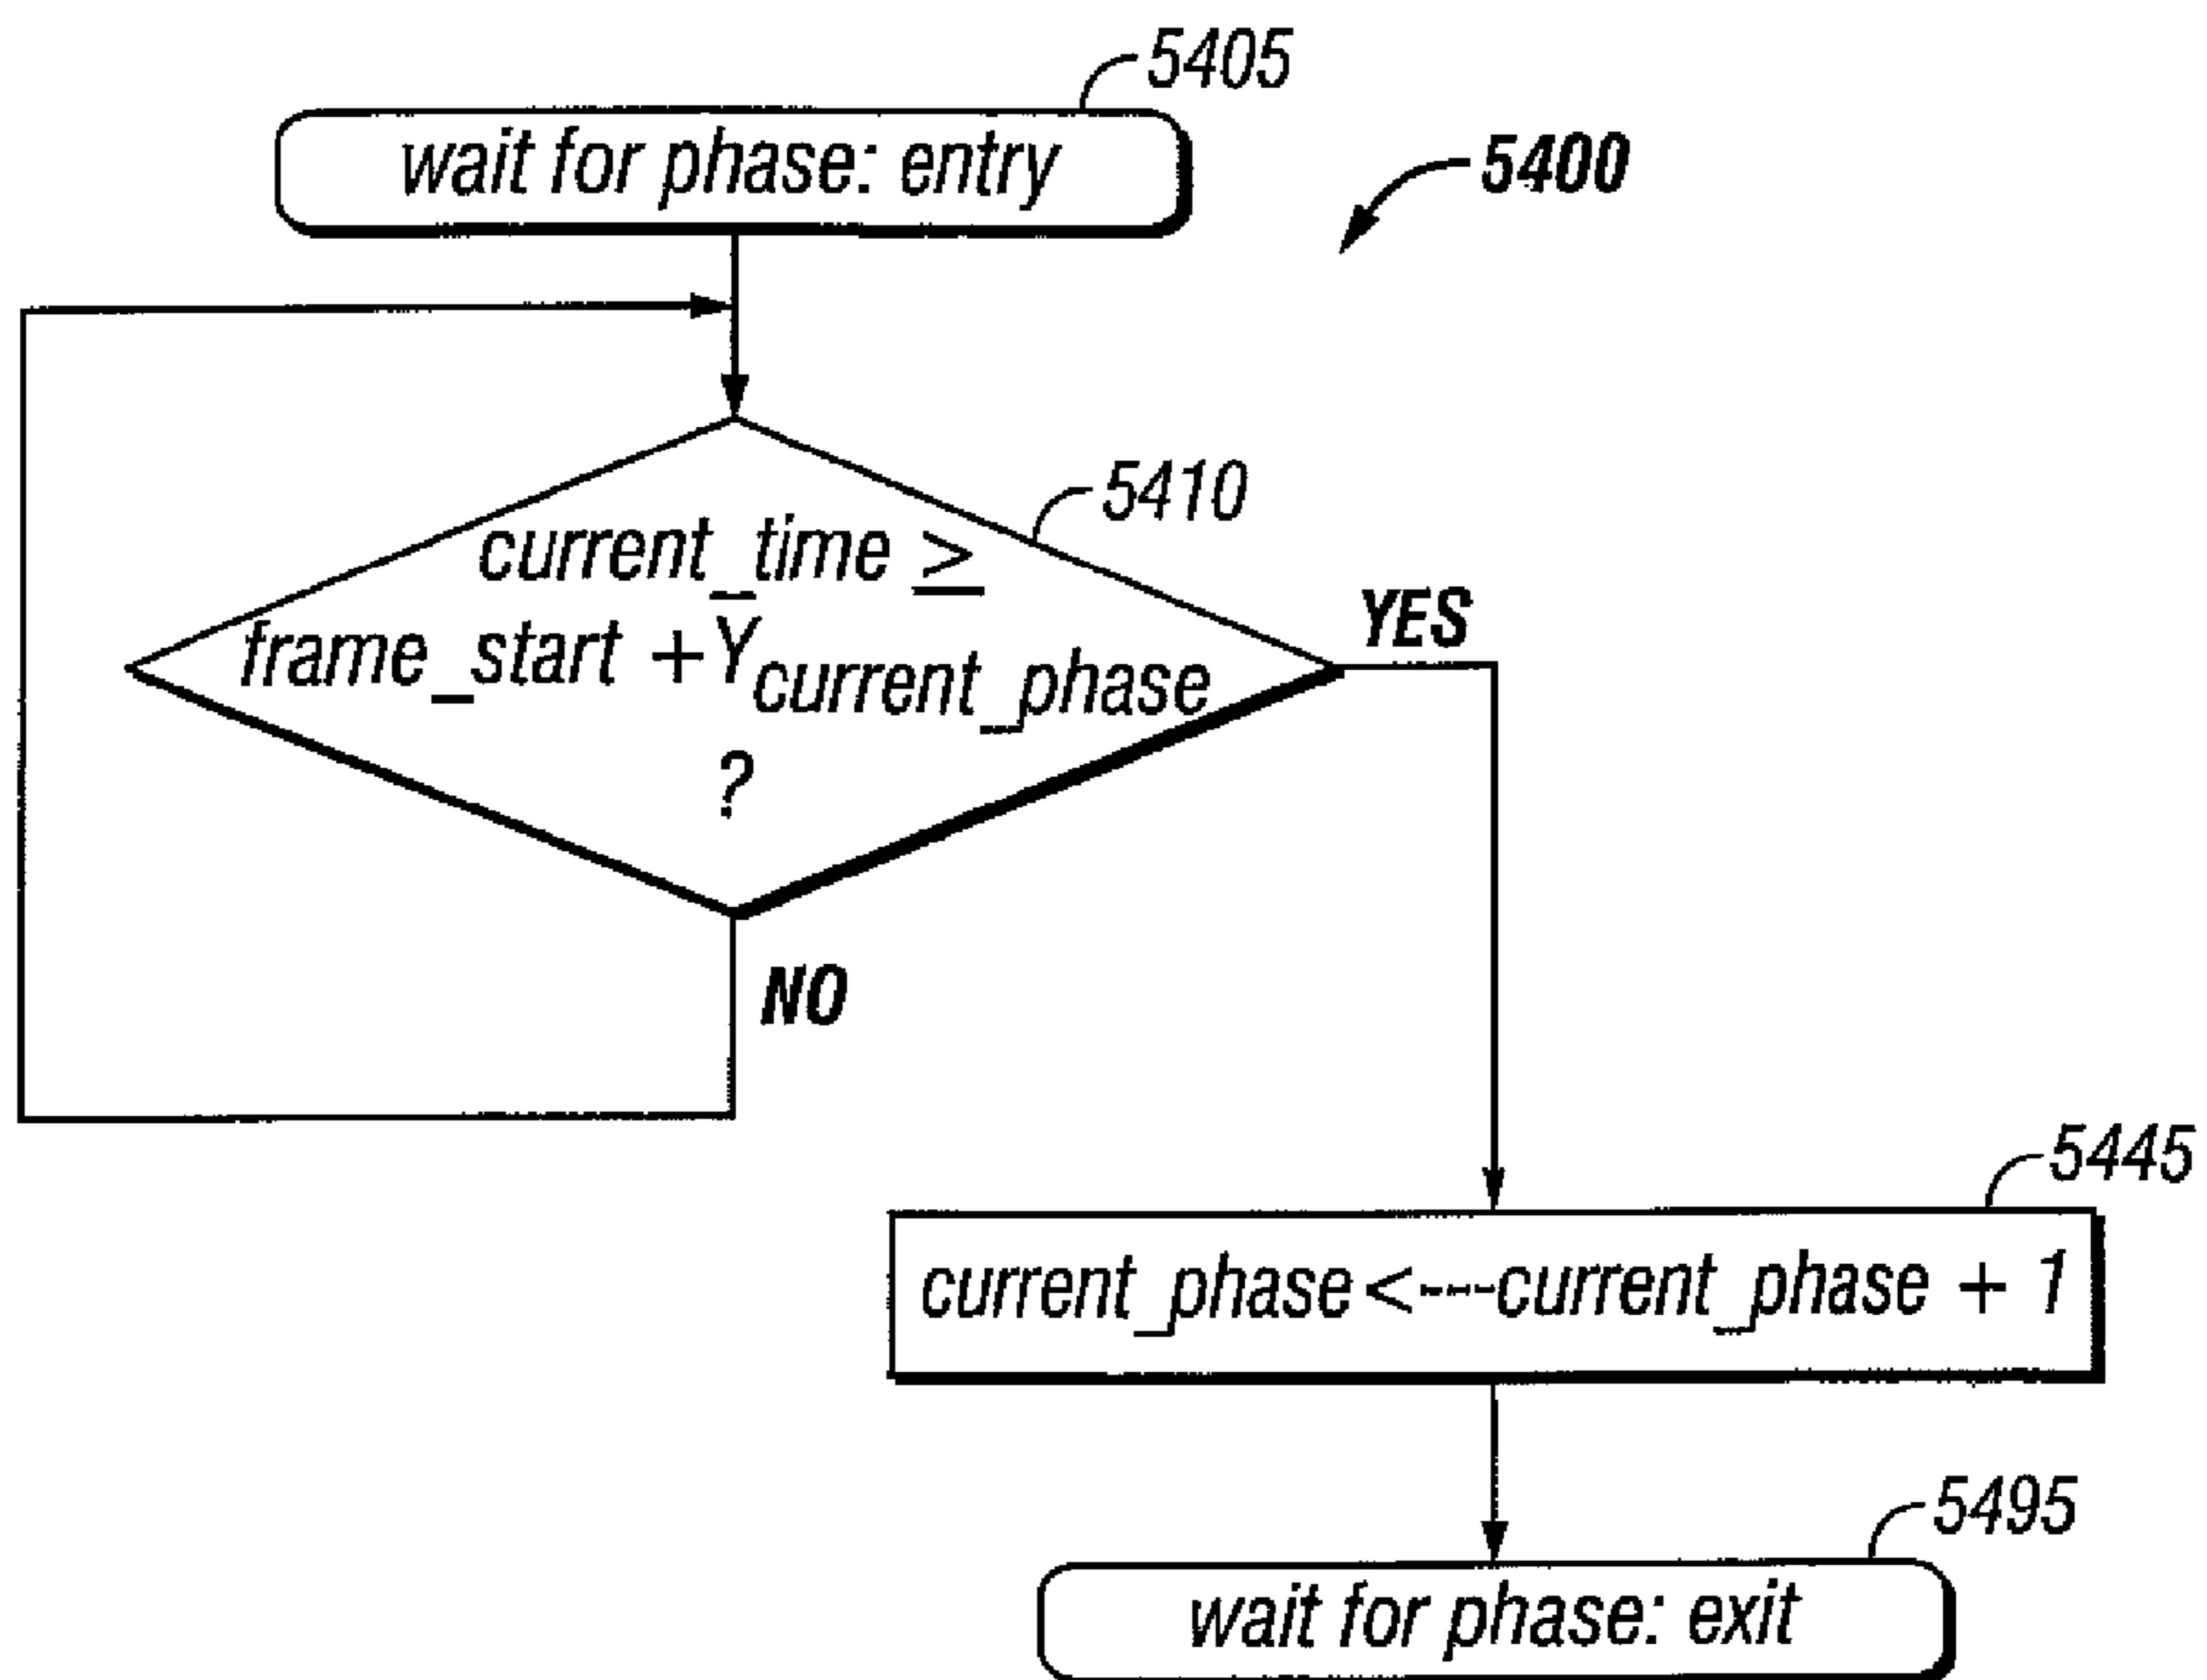 5405
wait for phase: entry
5400
5410
current_time ≥
frame_start + Y current_phase
?
YES
NO
5445
current_phase <--- current_phase + 1
5495
wait for phase: exit